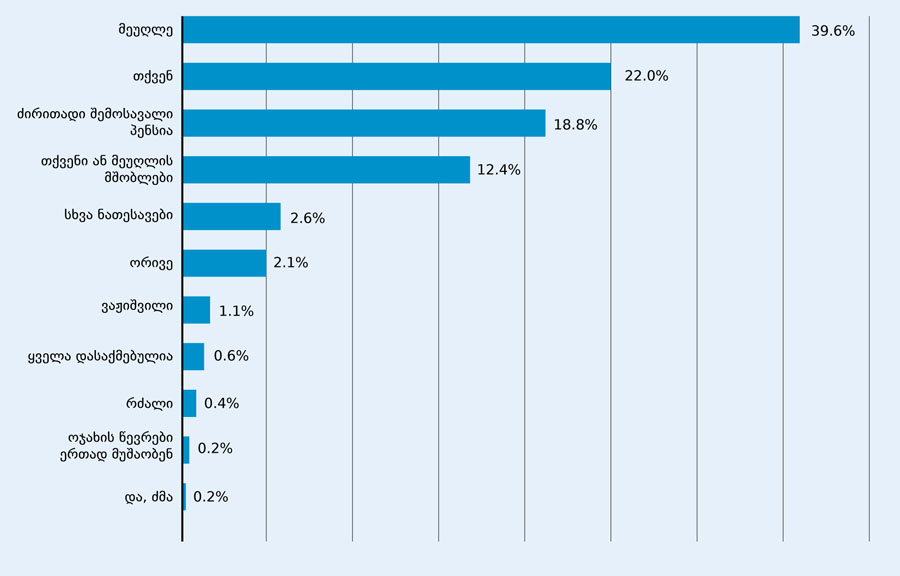 მეუღლე
39.6%
თქვენ
22.0%
ძირითადი შემოსავალი
პენსია
18.8%
თქვენი ან მეუღლის
მშობლები
12.4%
სხვა ნათესავები
2.6%
ორივე
2.1%
ვაჟიშვილი
1.1%
ყველა დასაქმებულია
0.6%
რძალი
0.4%
ოჯახის წევრები
ერთად მუშაობენ
0.2%
და, ძმა
0.2%